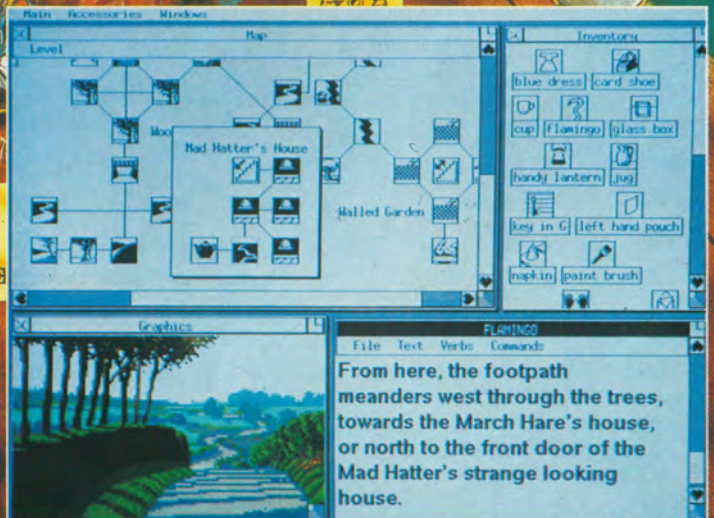 Main Accessories Windows
Map
Level
Mad Hatter's House
Walled Garden
Inventory
blue dress card shoe
cup flamingo glass box
handy lantern jug
key in G left hand pouch
napkin paint brush
Graphics
FLAMINGO
File Text Verbs Commands
From here, the footpath
meanders west through the trees,
towards the March Hare's house,
or north to the front door of the
Mad Hatter's strange looking
house.